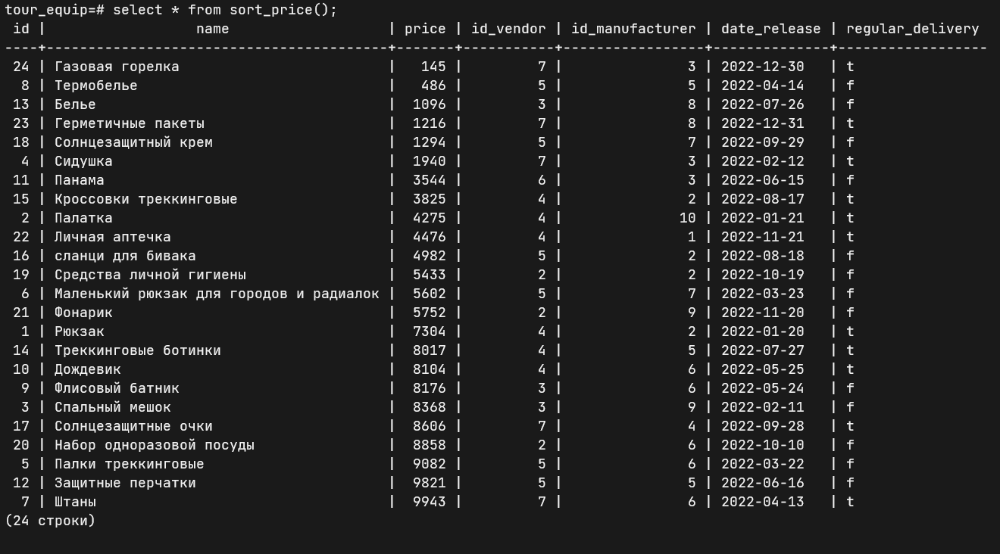 tour_equip=# select * from sort_price();
 id |                  name                   | price | id_vendor | id_manufacturer | date_release | regular_delivery
----+-----------------------------------------+-------+-----------+-----------------+--------------+------------------
 24 | Газовая горелка                         |   145 |         7 |               3 | 2022-12-30   | t
  8 | Термобелье                              |   486 |         5 |               5 | 2022-04-14   | f
 13 | Белье                                   |  1096 |         3 |               8 | 2022-07-26   | f
 23 | Герметичные пакеты                      |  1216 |         7 |               8 | 2022-12-31   | t
 18 | Солнцезащитный крем                     |  1294 |         5 |               7 | 2022-09-29   | f
  4 | Сидушка                                 |  1940 |         7 |               3 | 2022-02-12   | t
 11 | Панама                                  |  3544 |         6 |               3 | 2022-06-15   | f
 15 | Кроссовки треккинговые                  |  3825 |         4 |               2 | 2022-08-17   | t
  2 | Палатка                                 |  4275 |         4 |              10 | 2022-01-21   | t
 22 | Личная аптечка                          |  4476 |         4 |               1 | 2022-11-21   | t
 16 | сланци для бивака                       |  4982 |         5 |               2 | 2022-08-18   | f
 19 | Средства личной гигиены                 |  5433 |         2 |               2 | 2022-10-19   | f
  6 | Маленький рюкзак для городов и радиалок |  5602 |         5 |               7 | 2022-03-23   | f
 21 | Фонарик                                 |  5752 |         2 |               9 | 2022-11-20   | f
  1 | Рюкзак                                  |  7304 |         4 |               2 | 2022-01-20   | t
 14 | Треккинговые ботинки                    |  8017 |         4 |               5 | 2022-07-27   | t
 10 | Дождевик                                |  8104 |         4 |               6 | 2022-05-25   | t
  9 | Флисовый батник                         |  8176 |         3 |               6 | 2022-05-24   | f
  3 | Спальный мешок                          |  8368 |         3 |               9 | 2022-02-11   | f
 17 | Солнцезащитные очки                     |  8606 |         7 |               4 | 2022-09-28   | t
 20 | Набор одноразовой посуды                |  8858 |         2 |               6 | 2022-10-10   | f
  5 | Палки треккинговые                      |  9082 |         5 |               6 | 2022-03-22   | f
 12 | Защитные перчатки                       |  9821 |         5 |               5 | 2022-06-16   | f
  7 | Штаны                                   |  9943 |         7 |               6 | 2022-04-13   | t
(24 строки)